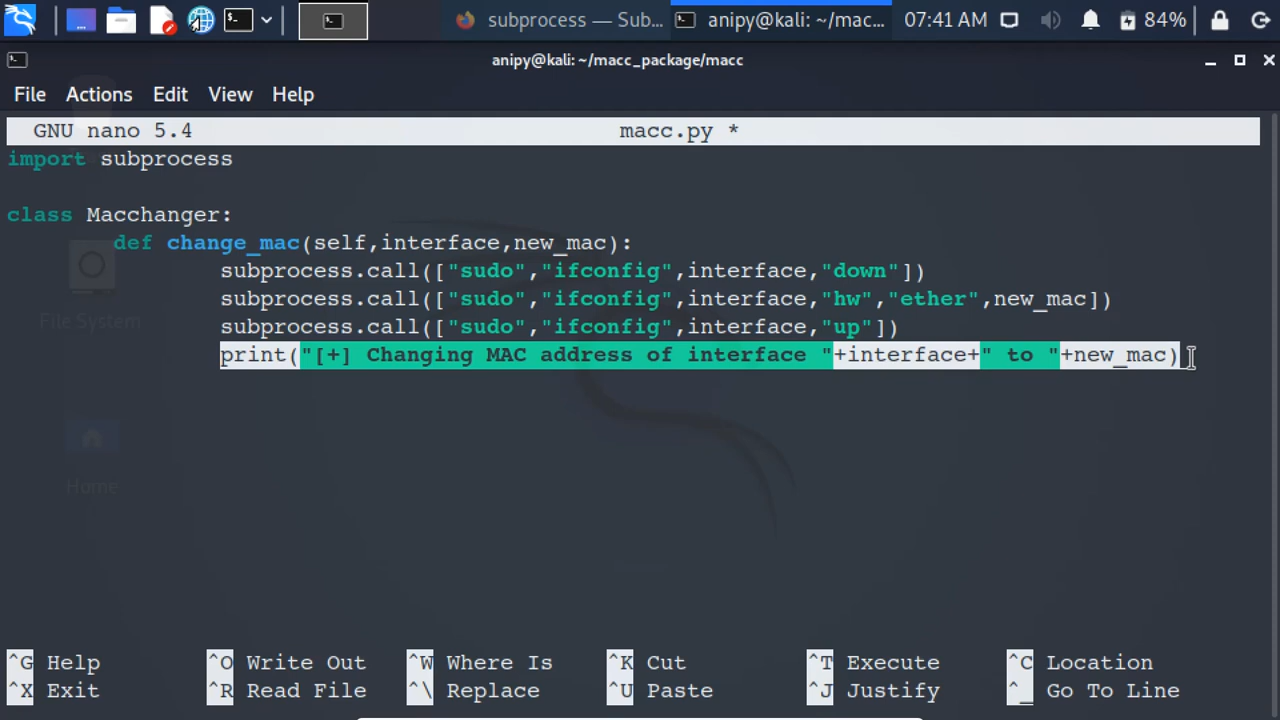 subprocess — Sub...
anipy@kali: ~/mac...
07:41 AM
84%
anipy@kali: ~/macc_package/macc
File Actions Edit View Help
GNU nano 5.4 macc.py *
import subprocess
class Macchanger:
def change_mac(self,interface,new_mac):
subprocess.call(["sudo","ifconfig",interface,"down"])
subprocess.call(["sudo","ifconfig",interface,"hw","ether",new_mac])
subprocess.call(["sudo","ifconfig",interface,"up"])
print("[+] Changing MAC address of interface "+interface+" to "+new_mac)
File System
Home
^G Help ^O Write Out ^W Where Is ^K Cut ^T Execute ^C Location
^X Exit ^R Read File ^\ Replace ^U Paste ^J Justify ^_ Go To Line